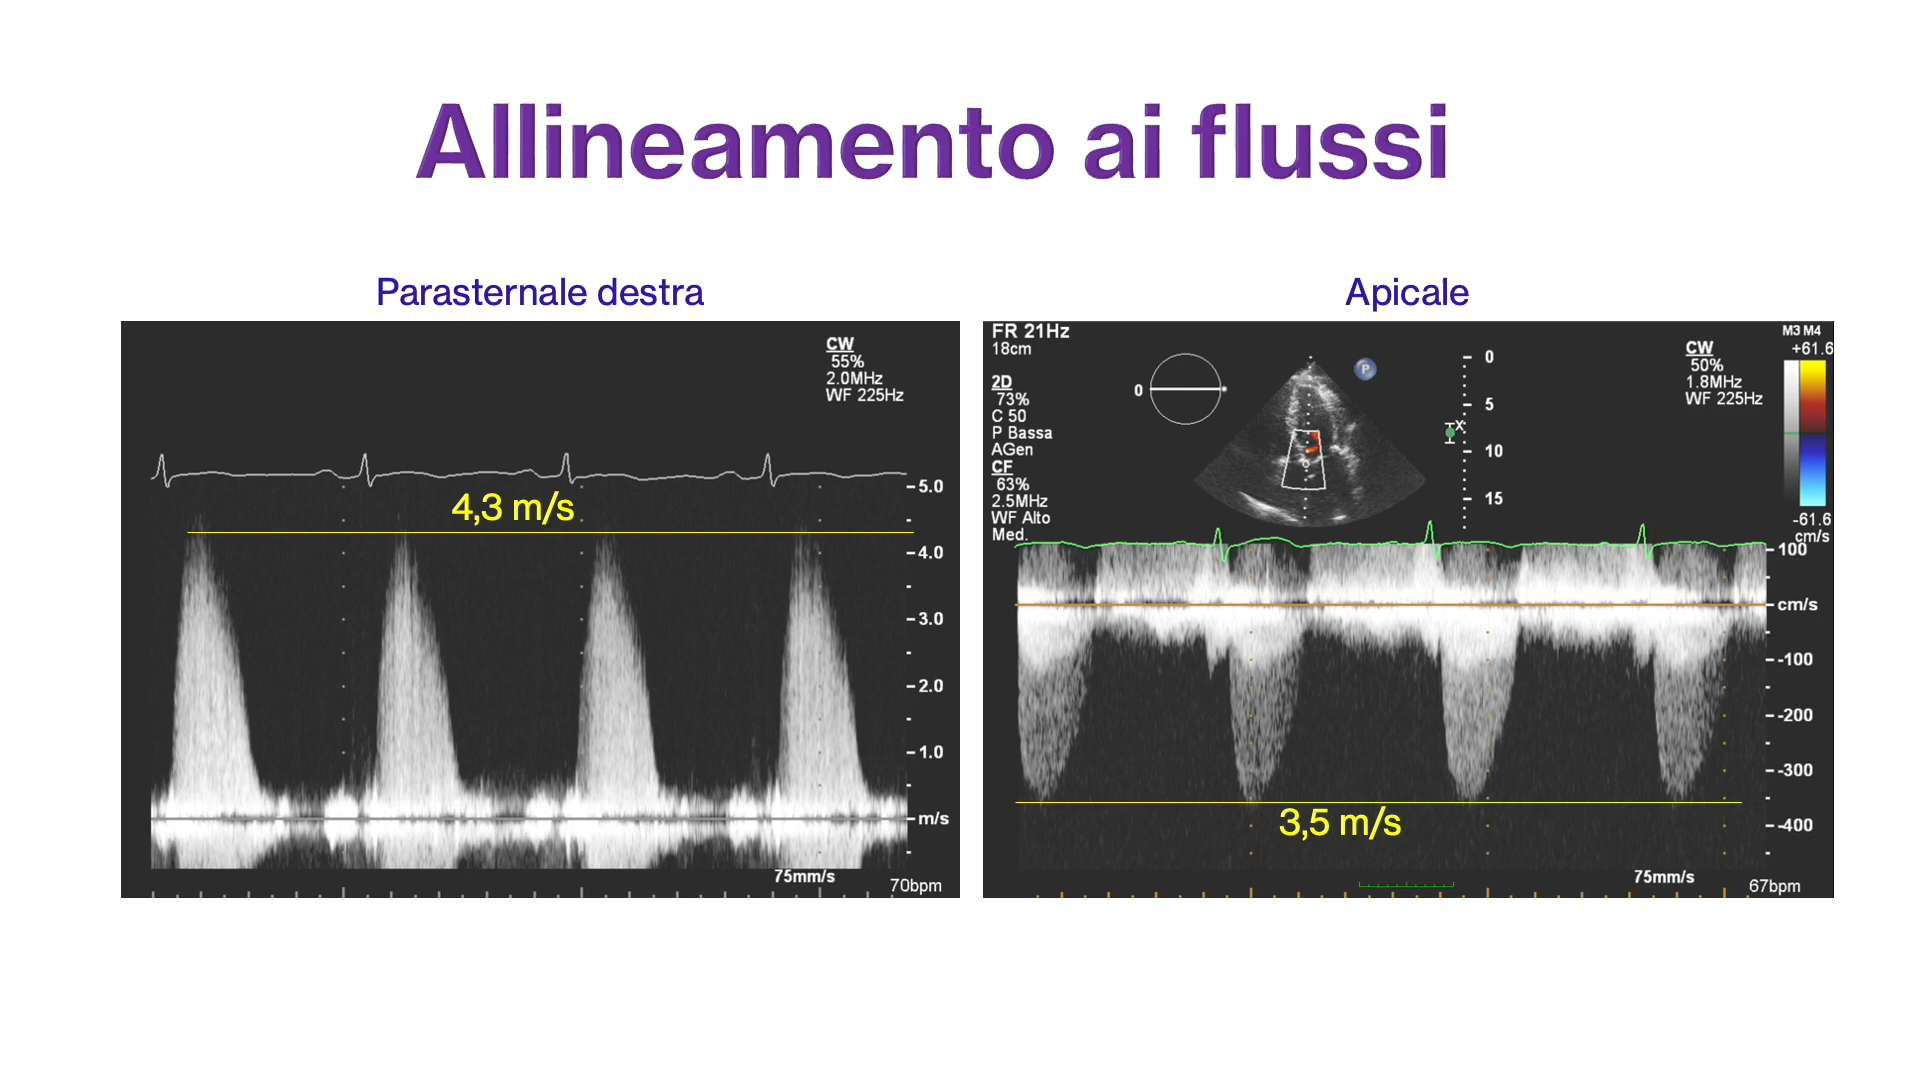 Allineamento ai flussi
Parasternale destra
CW
55%
2.0MHz
WF 225Hz
4,3 m/s
5.0
4.0
3.0
2.0
1.0
m/s
75mm/s
70bpm
Apicale
FR 21Hz
18cm
2D
73%
C 50
P Bassa
AGen
CF
63%
2.5MHz
WF Alto
Med.
0
P
0
5
X
10
15
CW
50%
1.8MHz
WF 225Hz
M3 M4
+61.6
-61.6
cm/s
100
cm/s
-100
-200
-300
-400
3,5 m/s
75mm/s
67bpm